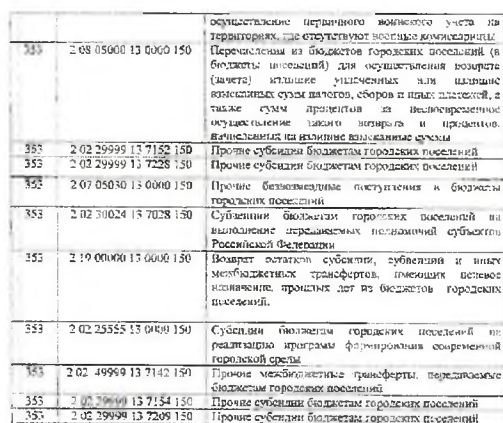 осуществление первичного воинского учета на
территориях, где отсутствуют военные комиссариаты
353 2 08 05000 13 0000 150 Перечисления из бюджетов городских поселений (в
бюджеты поселений) для осуществления возврата
(зачета) излишне уплаченных или излишне
взысканных сумм налогов, сборов и иных платежей, а
также сумм процентов за несвоевременное
осуществление такого возврата и процентов,
начисленных на излишне взысканные суммы
353 2 02 29999 13 7152 150 Прочие субсидии бюджетам городских поселений
353 2 02 29999 13 7228 150 Прочие субсидии бюджетам городских поселений
353 2 07 05030 13 0000 150 Прочие безвозмездные поступления в бюджеты
городских поселений
353 2 02 30024 13 7028 150 Субвенции бюджетам городских поселений на
выполнение передаваемых полномочий субъектов
Российской Федерации
353 2 19 00000 13 0000 150 Возврат остатков субсидий, субвенций и иных
межбюджетных трансфертов, имеющих целевое
назначение, прошлых лет из бюджетов городских
поселений.
353 2 02 25555 13 0000 150 Субсидии бюджетам городских поселений на
реализацию программ формирования современной
городской среды
353 2 02 49999 13 7142 150 Прочие межбюджетные трансферты, передаваемые
бюджетам городских поселений
353 2 02 29999 13 7154 150 Прочие субсидии бюджетам городских поселений
353 2 02 29999 13 7209 150 Прочие субсидии бюджетам городских поселений